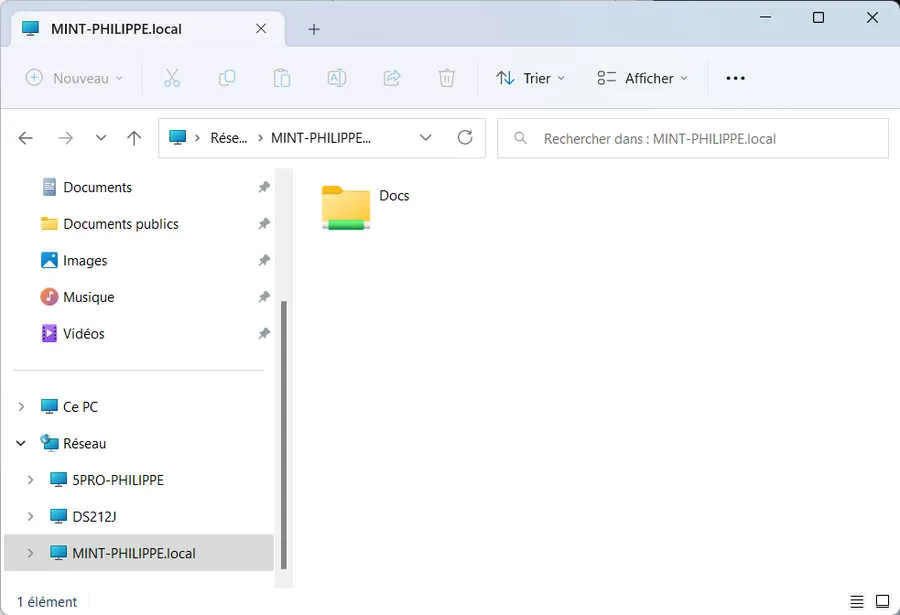 MINT-PHILIPPE.local
Nouveau
Trier
Afficher
Rése...
MINT-PHILIPPE...
Rechercher dans : MINT-PHILIPPE.local
Documents
Documents publics
Images
Musique
Vidéos
Ce PC
Réseau
5PRO-PHILIPPE
DS212J
MINT-PHILIPPE.local
Docs
1 élément